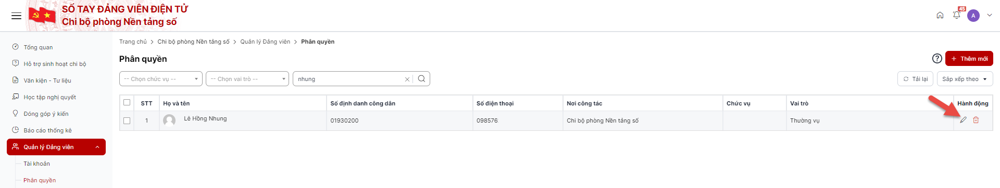 SỔ TAY ĐẢNG VIÊN ĐIỆN TỬ
Chi bộ phòng Nền tảng số
45
A
Tổng quan
Hỗ trợ sinh hoạt chi bộ
Văn kiện - Tư liệu
Học tập nghị quyết
Đóng góp ý kiến
Báo cáo thống kê
Quản lý Đảng viên
Tài khoản
Phân quyền
Trang chủ > Chi bộ phòng Nền tảng số > Quản lý Đảng viên > Phân quyền
Phân quyền
? + Thêm mới
-- Chọn chức vụ -- -- Chọn vai trò -- nhung Tải lại Sắp xếp theo
STT Họ và tên Số định danh công dân Số điện thoại Nơi công tác Chức vụ Vai trò Hành động
1 Lê Hồng Nhung 01930200 098576 Chi bộ phòng Nền tảng số Thường vụ